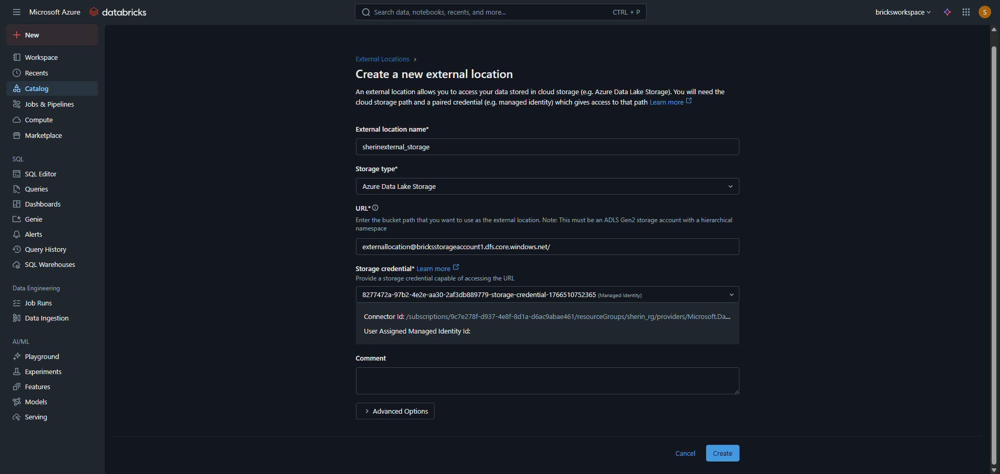 Microsoft Azure
databricks
Search data, notebooks, recents, and more...
CTRL + P
bricksworkspace
S
New
Workspace
Recents
Catalog
Jobs & Pipelines
Compute
Marketplace
SQL
SQL Editor
Queries
Dashboards
Genie
Alerts
Query History
SQL Warehouses
Data Engineering
Job Runs
Data Ingestion
AI/ML
Playground
Experiments
Features
Models
Serving
External Locations
Create a new external location
An external location allows you to access your data stored in cloud storage (e.g. Azure Data Lake Storage). You will need the
cloud storage path and a paired credential (e.g. managed identity) which gives access to that path Learn more
External location name*
sherinexternal_storage
Storage type*
Azure Data Lake Storage
URL*
Enter the bucket path that you want to use as the external location. Note: This must be an ADLS Gen2 storage account with a hierarchical
namespace
externallocation@bricksstorageaccount1.dfs.core.windows.net/
Storage credential* Learn more
Provide a storage credential capable of accessing the URL
8277472a-97b2-4e2e-aa30-2af3db889779-storage-credential-1766510752365 (Managed Identity)
Connector Id: /subscriptions/9c7e278f-d937-4e8f-8d1a-d6ac9abae461/resourceGroups/sherin_rg/providers/Microsoft.Da...
User Assigned Managed Identity Id:
Comment
Advanced Options
Cancel
Create